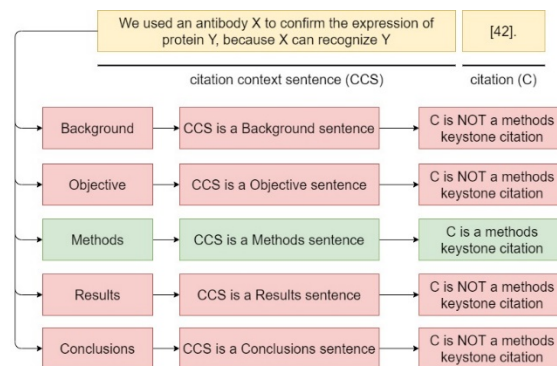 We used an antibody X to confirm the expression of
protein Y, because X can recognize Y
[42].
citation context sentence (CCS)
citation (C)
Background
CCS is a Background sentence
C is NOT a methods
keystone citation
Objective
CCS is a Objective sentence
C is NOT a methods
keystone citation
Methods
CCS is a Methods sentence
C is a methods
keystone citation
Results
CCS is a Results sentence
C is NOT a methods
keystone citation
Conclusions
CCS is a Conclusions sentence
C is NOT a methods
keystone citation